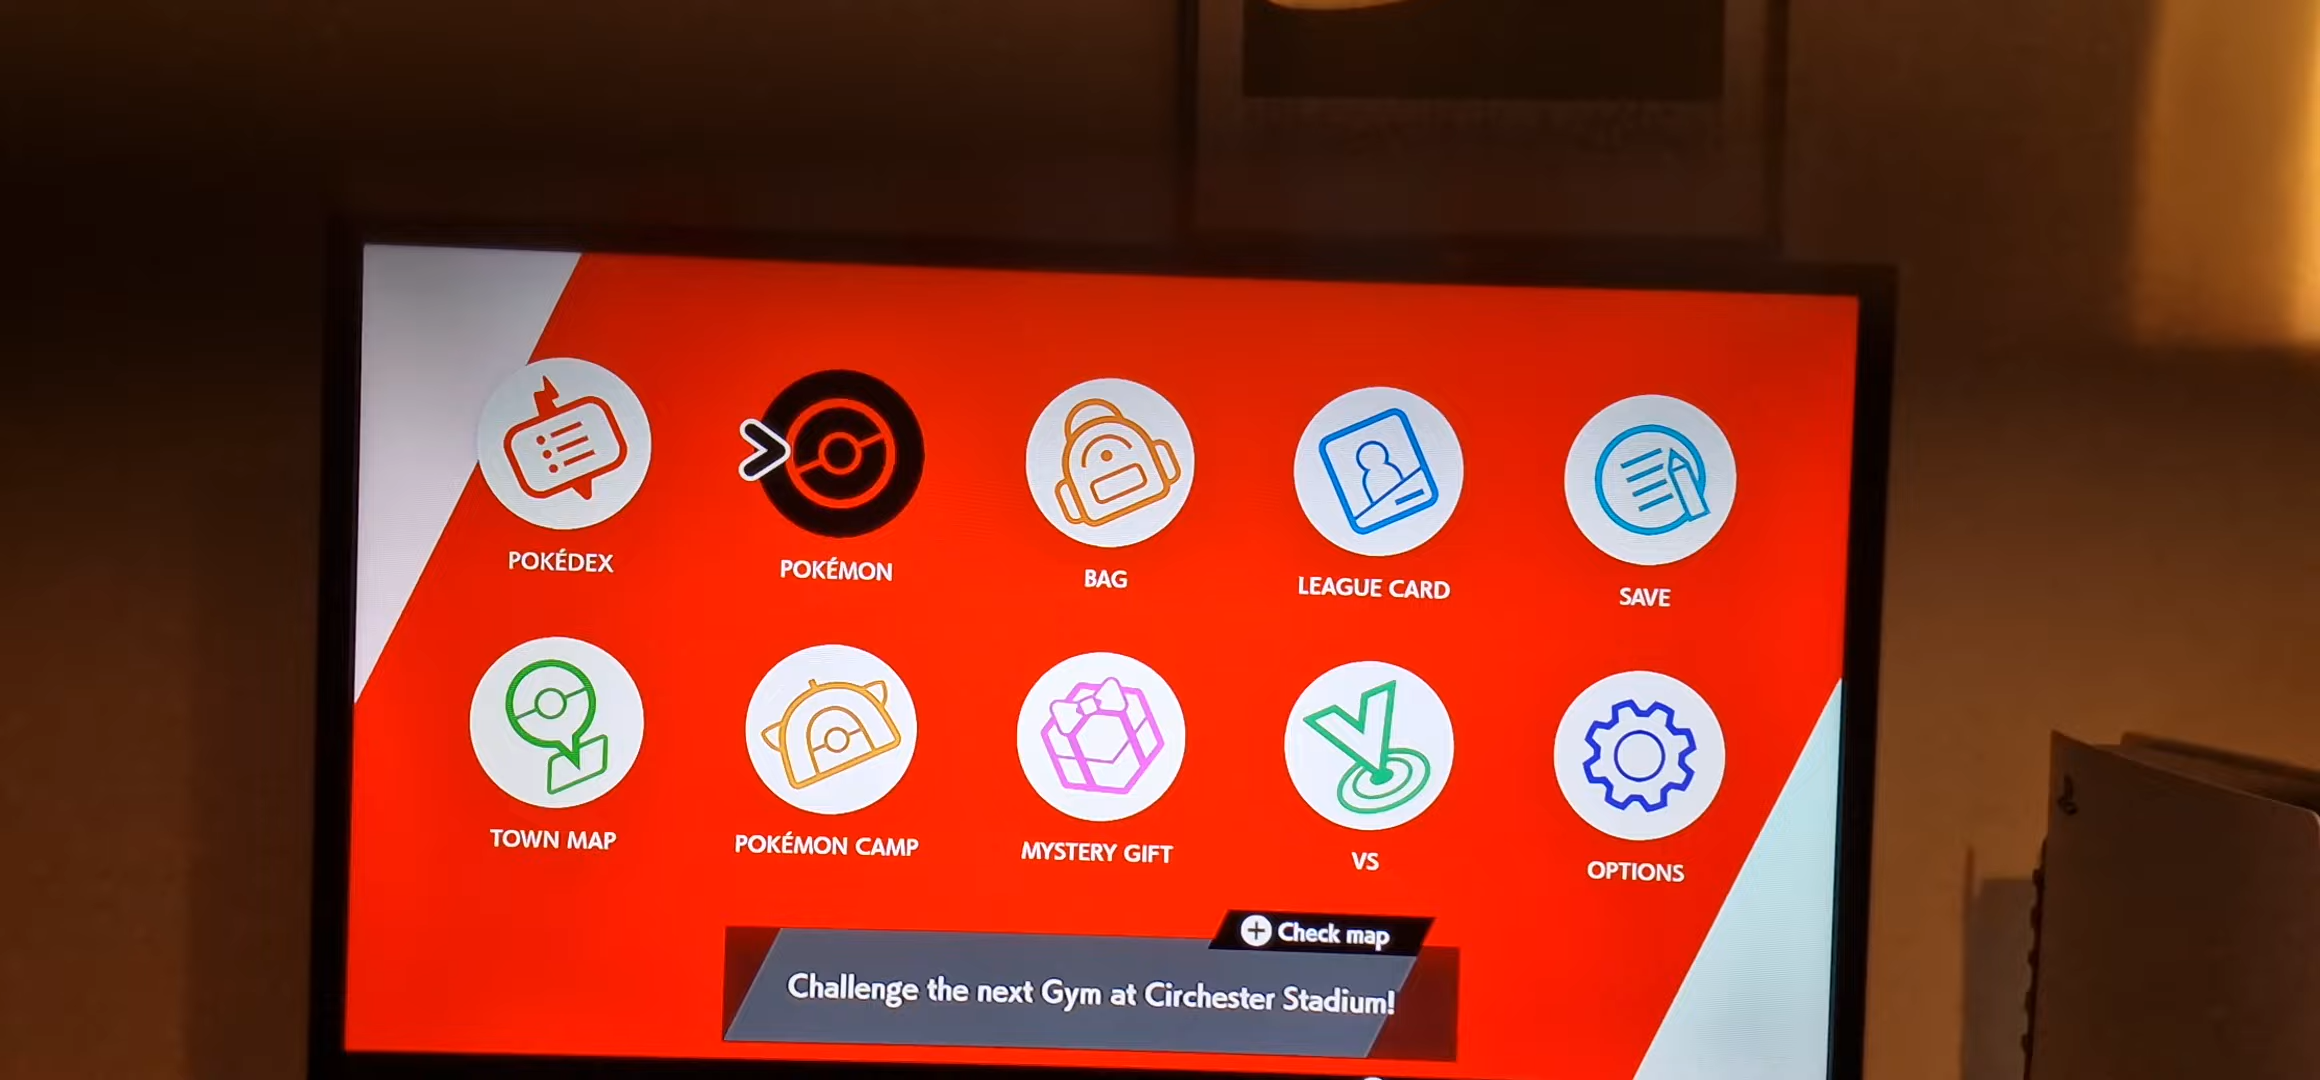 POKÉDEX
POKÉMON
BAG
LEAGUE CARD
SAVE
TOWN MAP
POKÉMON CAMP
MYSTERY GIFT
VS
OPTIONS
Check map
Challenge the next Gym at Circhester Stadium!